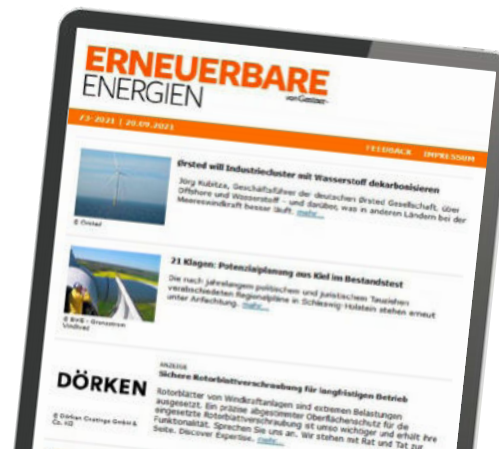 ERNEUERBARE
ENERGIEN
von Gentner
73-2021 | 20.09.2021
FEEDBACK IMPRESSUM
Ørsted will Industriecluster mit Wasserstoff dekarbonisieren
Jörg Kubitza, Geschäftsführer der deutschen Ørsted Gesellschaft, über
Offshore und Wasserstoff – und darüber, was in anderen Ländern bei der
Meereswindkraft besser läuft. mehr...
© Ørsted
21 Klagen: Potenzialplanung aus Kiel im Bestandstest
Die nach jahrelangem politischem und juristischem Tauziehen
verabschiedeten Regionalpläne in Schleswig-Holstein stehen erneut
unter Anfechtung. mehr...
© BWE -
Windbad
ANZEIGE
Sichere Rotorblattverschraubung für langfristigen Betrieb
DÖRKEN
Rotorblätter von Windkraftanlagen sind extremen Belastungen
ausgesetzt. Ein präzise abgestimmter Oberflächenschutz für die
eingesetzte Rotorblattverschraubung ist umso wichtiger und erhält ihre
Funktionalität. Sprechen Sie uns an. Wir stehen mit Rat und Tat zur
Seite. Discover Expertise. mehr...
© Dörken Coatings GmbH &
Co. KG